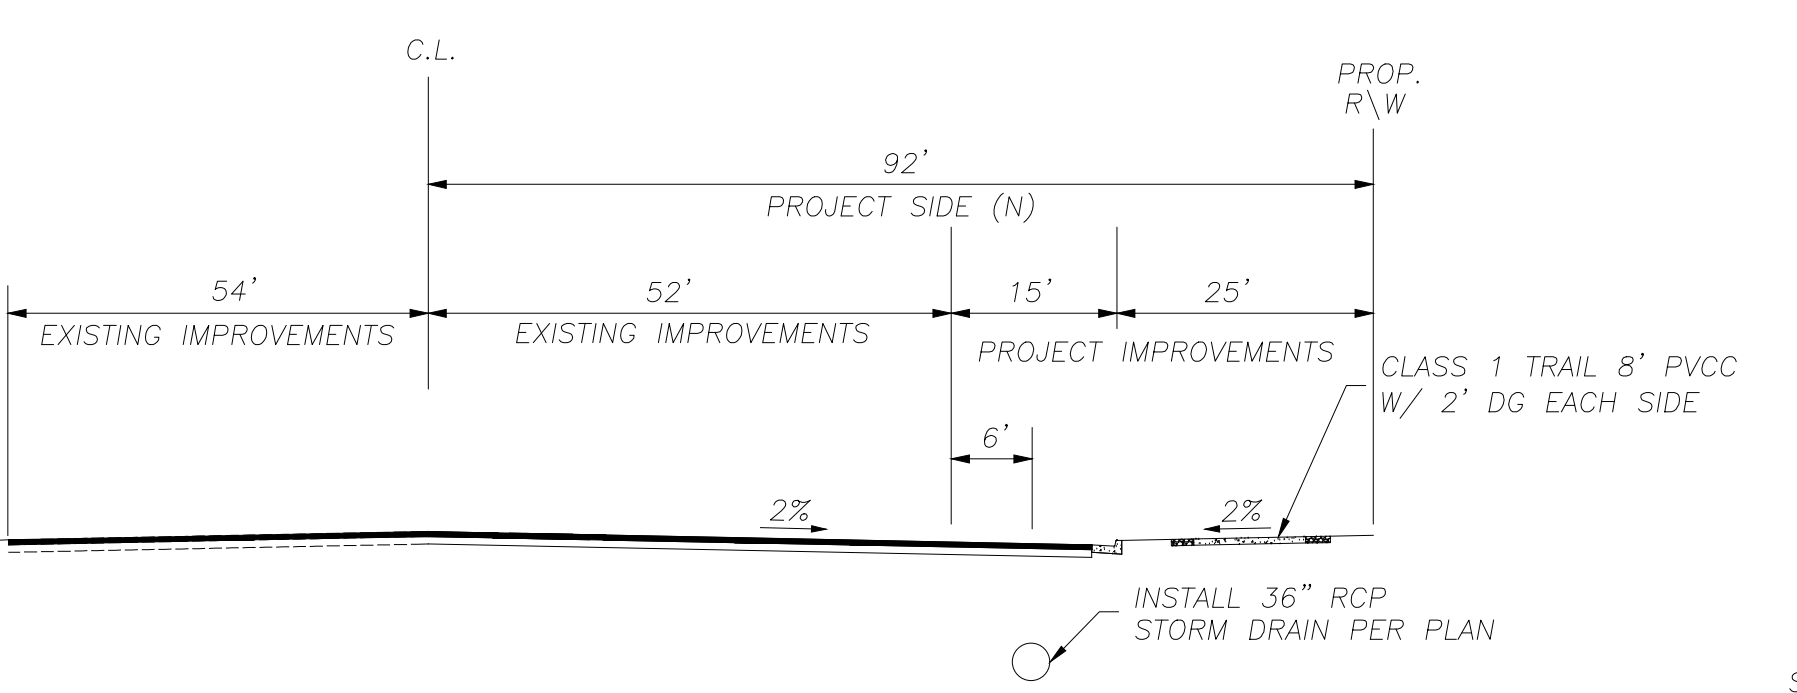 C.L.
PROP.
R\W
92'
PROJECT SIDE (N)
54'
52'
15'
25'
EXISTING IMPROVEMENTS
EXISTING IMPROVEMENTS
PROJECT IMPROVEMENTS
CLASS 1 TRAIL 8' PVCC
W/ 2' DG EACH SIDE
6'
2%
2%
INSTALL 36" RCP
STORM DRAIN PER PLAN